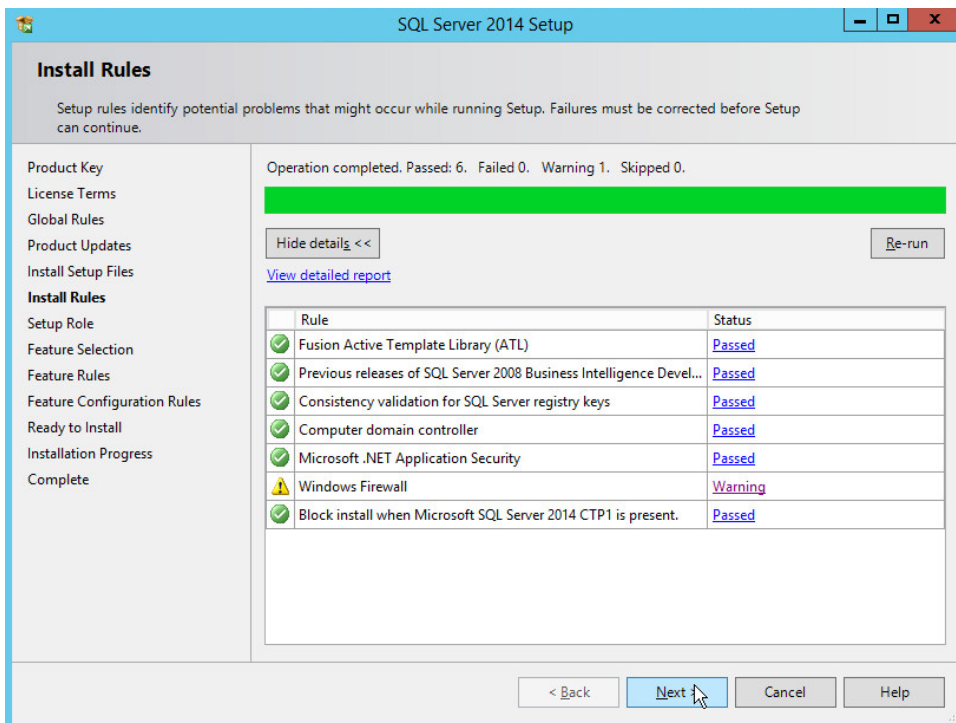 SQL Server 2014 Setup
Install Rules
Setup rules identify potential problems that might occur while running Setup. Failures must be corrected before Setup
can continue.
Product Key
License Terms
Global Rules
Product Updates
Install Setup Files
Install Rules
Setup Role
Feature Selection
Feature Rules
Feature Configuration Rules
Ready to Install
Installation Progress
Complete
Operation completed. Passed: 6. Failed 0. Warning 1. Skipped 0.
Hide details <<
Re-run
View detailed report
Rule Status
Fusion Active Template Library (ATL) Passed
Previous releases of SQL Server 2008 Business Intelligence Devel... Passed
Consistency validation for SQL Server registry keys Passed
Computer domain controller Passed
Microsoft .NET Application Security Passed
Windows Firewall Warning
Block install when Microsoft SQL Server 2014 CTP1 is present. Passed
< Back Next > Cancel Help